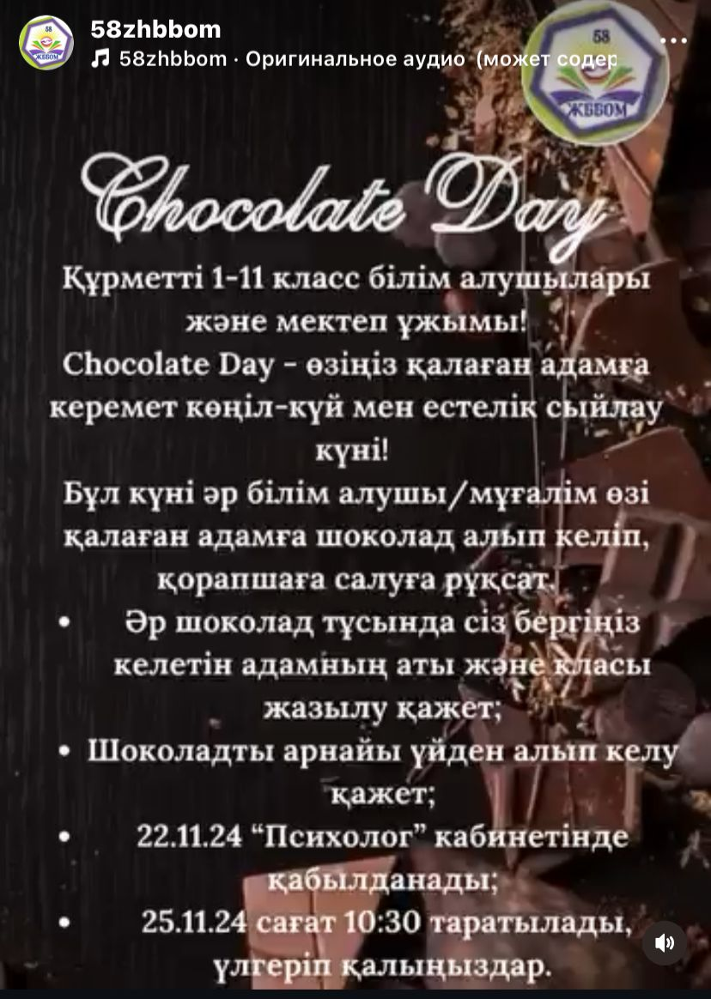 58zhbbom
58zhbbom · Оригинальное аудио (может содер
58
ЖББОМ
58
ЖББОМ
Chocolate Day
Құрметті 1-11 класс білім алушылары
және мектеп ұжымы!
Chocolate Day - өзіңіз қалаған адамға
керемет көңіл-күй мен естелік сыйлау
күні!
Бұл күні әр білім алушы/мұғалім өзі
қалаған адамға шоколад алып келіп,
қорапшаға салуға рұқсат.
• Әр шоколад тұсында сіз бергіңіз
келетін адамның аты және класы
жазылу қажет;
• Шоколадты арнайы үйден алып келу
қажет;
• 22.11.24 “Психолог” кабинетінде
қабылданады;
• 25.11.24 сағат 10:30 таратылады,
үлгеріп қалыңыздар.